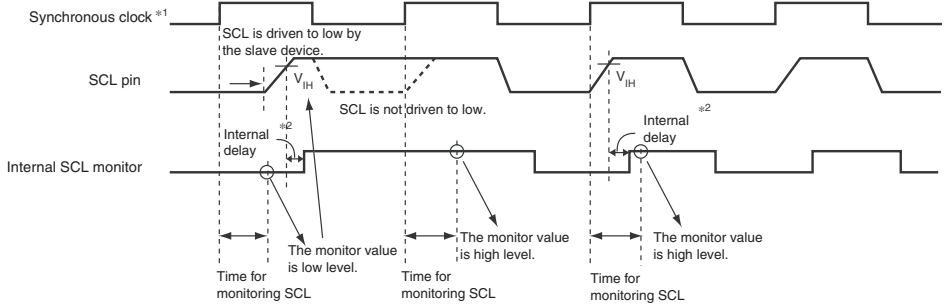 Synchronous clock *1
SCL is driven to low by
the slave device.
SCL pin
VIH
VIH
SCL is not driven to low.
*2
Internal
delay
*2
Internal
delay
Internal SCL monitor
The monitor value
is low level.
The monitor value
is high level.
The monitor value
is high level.
Time for
monitoring SCL
Time for
monitoring SCL
Time for
monitoring SCL